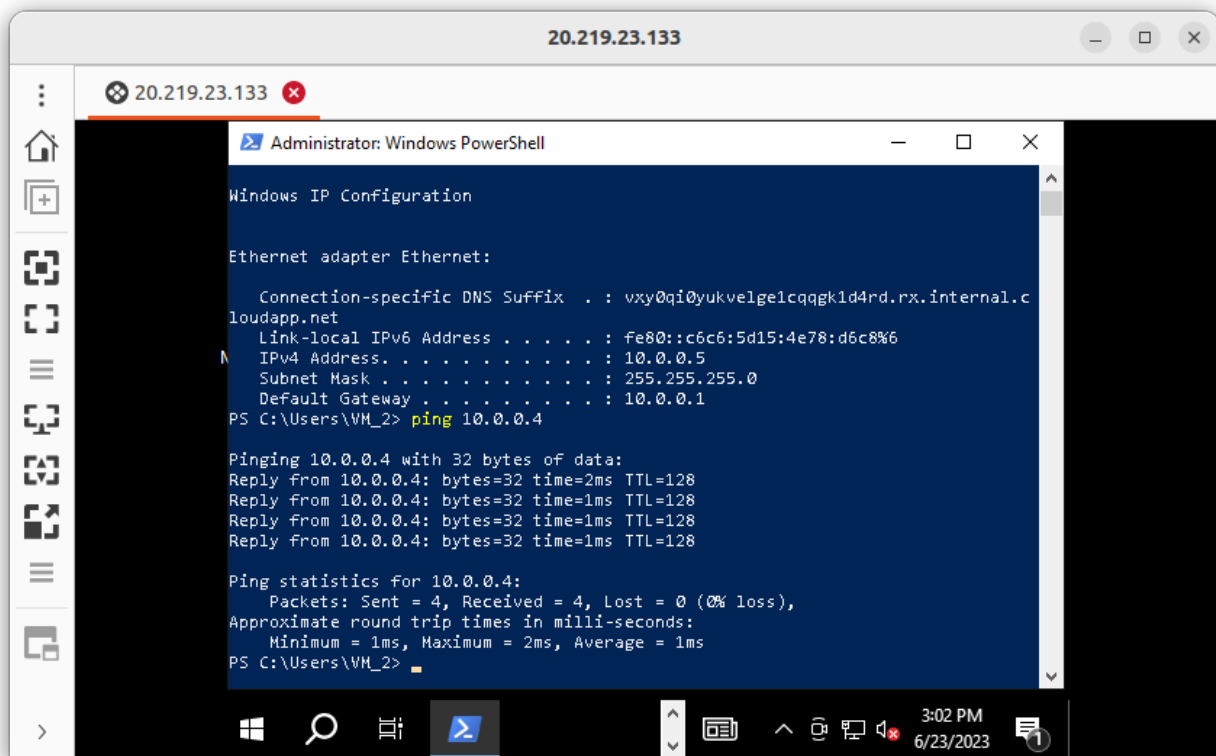 20.219.23.133
20.219.23.133
Administrator: Windows PowerShell
Windows IP Configuration
Ethernet adapter Ethernet:
Connection-specific DNS Suffix . : vxy0qi0yukvelge1cqqgk1d4rd.rx.internal.c
loudapp.net
Link-local IPv6 Address . . . . . : fe80::c6c6:5d15:4e78:d6c8%6
IPv4 Address. . . . . . . . . . . : 10.0.0.5
Subnet Mask . . . . . . . . . . . : 255.255.255.0
Default Gateway . . . . . . . . . : 10.0.0.1
PS C:\Users\VM_2> ping 10.0.0.4
Pinging 10.0.0.4 with 32 bytes of data:
Reply from 10.0.0.4: bytes=32 time=2ms TTL=128
Reply from 10.0.0.4: bytes=32 time=1ms TTL=128
Reply from 10.0.0.4: bytes=32 time=1ms TTL=128
Reply from 10.0.0.4: bytes=32 time=1ms TTL=128
Ping statistics for 10.0.0.4:
Packets: Sent = 4, Received = 4, Lost = 0 (0% loss),
Approximate round trip times in milli-seconds:
Minimum = 1ms, Maximum = 2ms, Average = 1ms
PS C:\Users\VM_2>
3:02 PM
6/23/2023
1